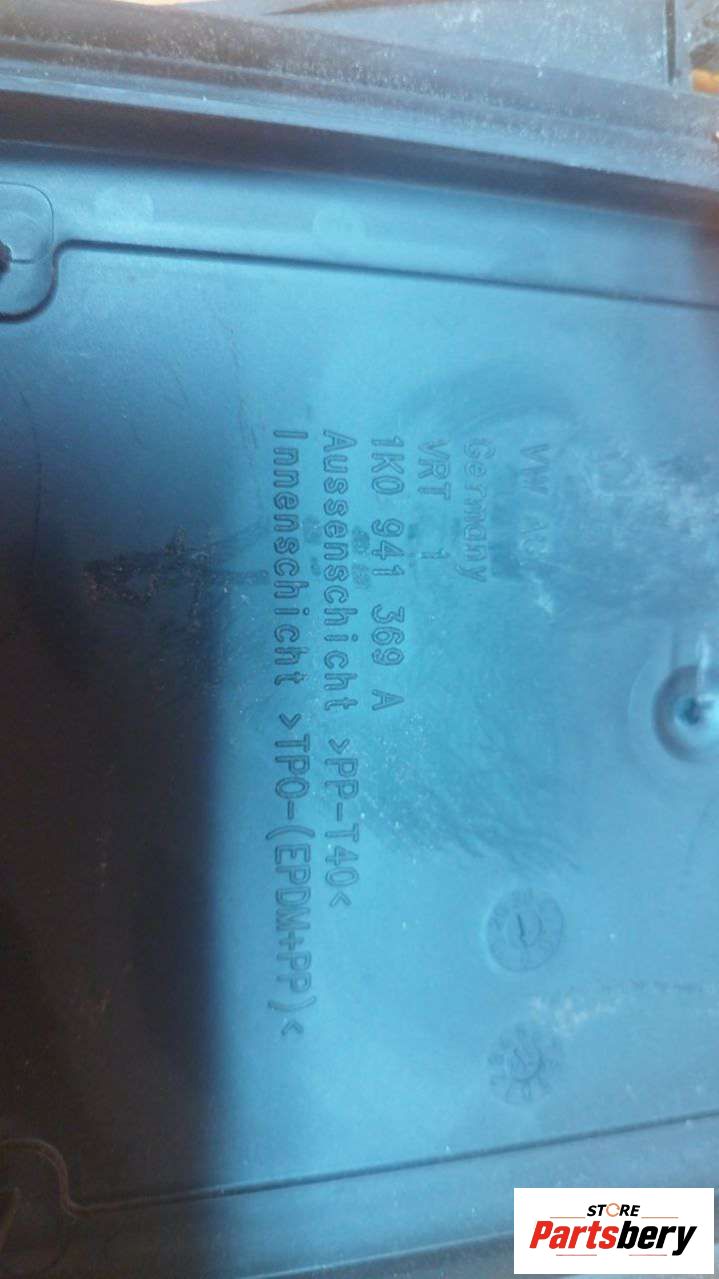 VW AG
Germany
VRT 1
1K0 941 369 A
Aussenschicht >PP-T40<
Innenschicht >TPO-(EPDM+PP)<
STORE
Partsbery